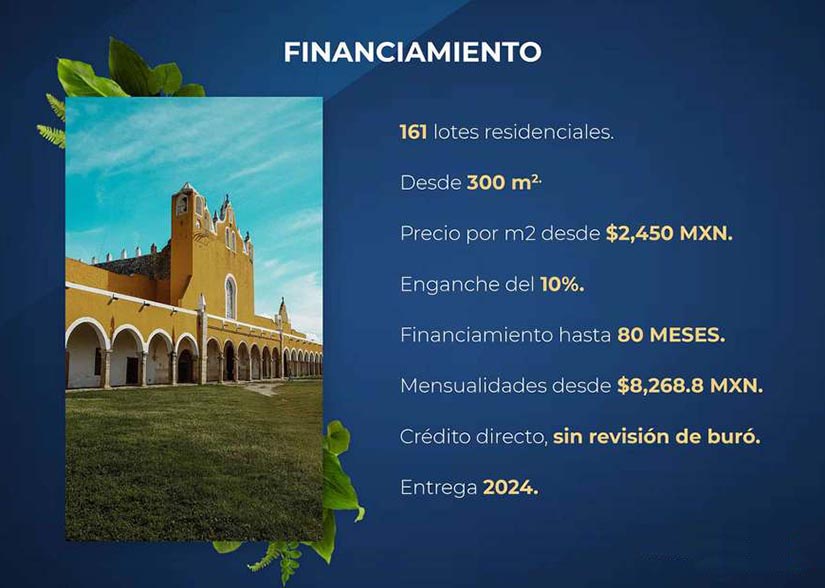 FINANCIAMIENTO
161 lotes residenciales.
Desde 300 m².
Precio por m2 desde $2,450 MXN.
Enganche del 10%.
Financiamiento hasta 80 MESES.
Mensualidades desde $8,268.8 MXN.
Crédito directo, sin revisión de buró.
Entrega 2024.